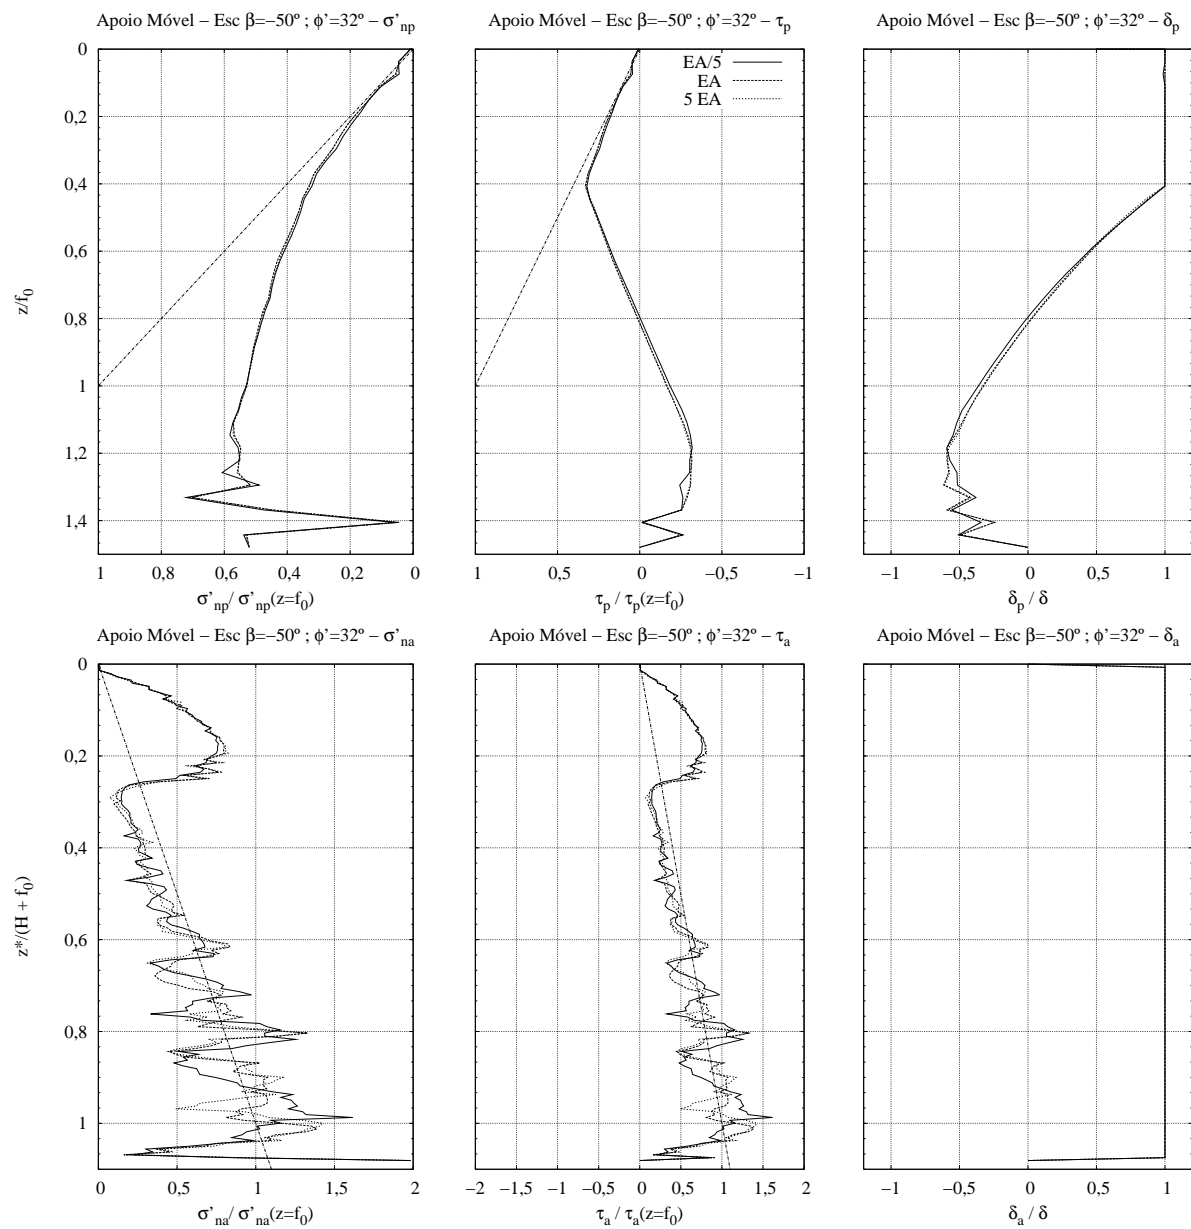 Apoio Móvel – Esc β=−50º ; ϕ'=32º – σ'np
Apoio Móvel – Esc β=−50º ; ϕ'=32º – τp
Apoio Móvel – Esc β=−50º ; ϕ'=32º – δp
EA/5
EA
5 EA
0
0,2
0,4
0,6
0,8
1
1,2
1,4
z/f0
1 0,8 0,6 0,4 0,2 0
1 0,5 0 −0,5 −1
−1 −0,5 0 0,5 1
σ'np/ σ'np(z=f0)
τp / τp(z=f0)
δp / δ
Apoio Móvel – Esc β=−50º ; ϕ'=32º – σ'na
Apoio Móvel – Esc β=−50º ; ϕ'=32º – τa
Apoio Móvel – Esc β=−50º ; ϕ'=32º – δa
0
0,2
0,4
0,6
0,8
1
z*/(H + f0)
0 0,5 1 1,5 2
−2 −1,5 −1 −0,5 0 0,5 1 1,5 2
−1 −0,5 0 0,5 1
σ'na/ σ'na(z=f0)
τa / τa(z=f0)
δa / δ